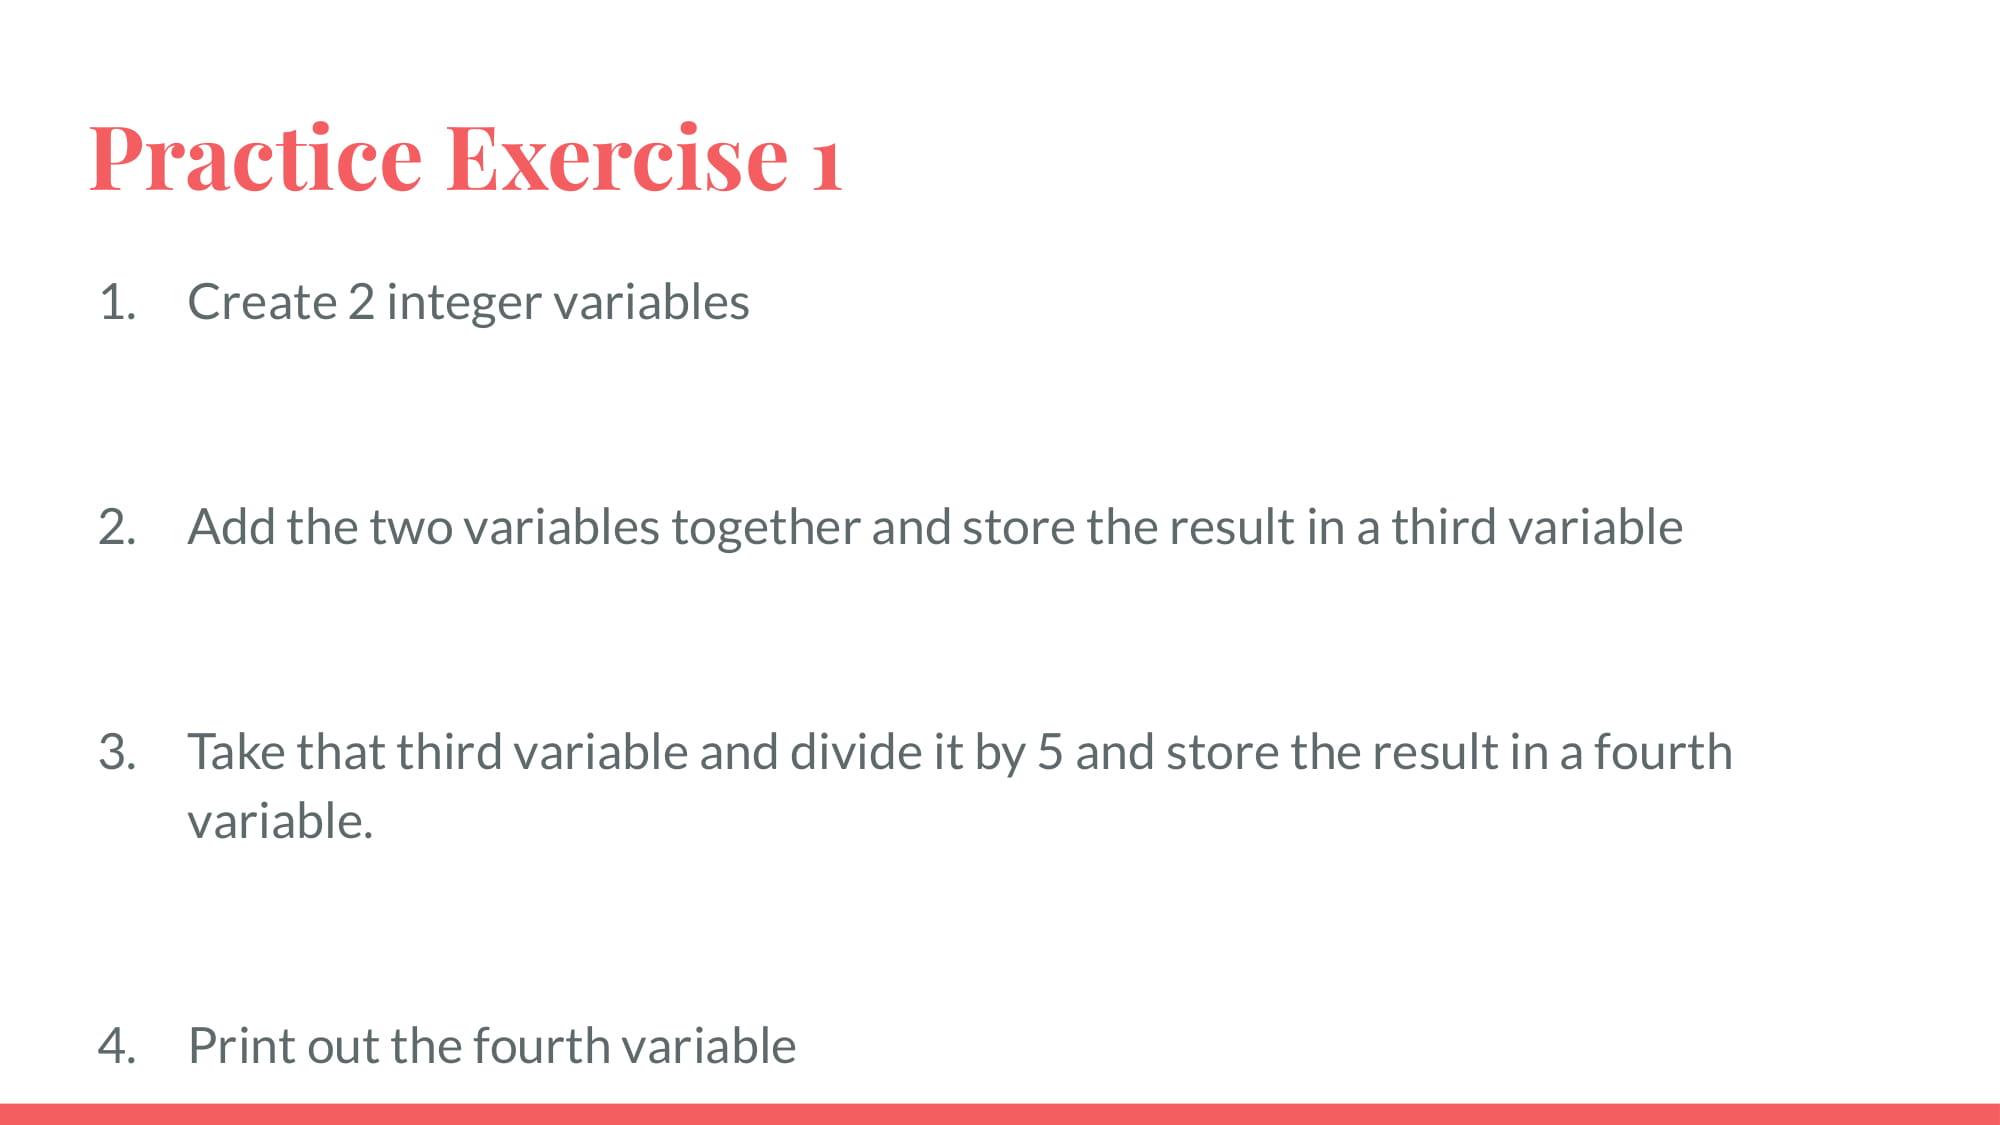 Practice Exercise 1
1. Create 2 integer variables
2. Add the two variables together and store the result in a third variable
3. Take that third variable and divide it by 5 and store the result in a fourth
variable.
4. Print out the fourth variable